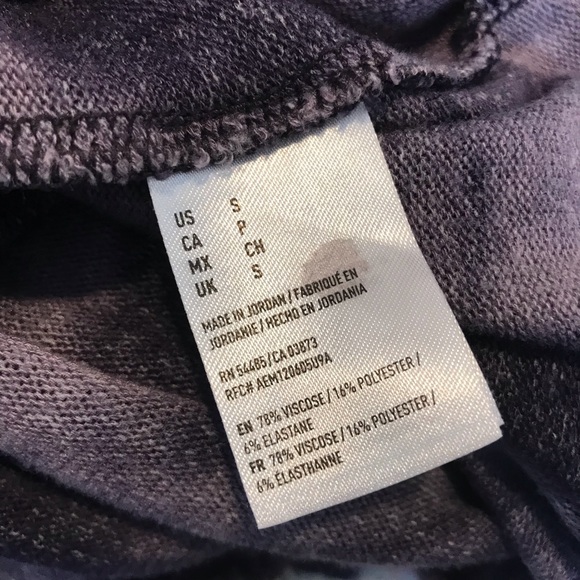 US S
CA P
MX CH
UK S
MADE IN JORDAN / FABRIQUÉ EN
JORDANIE / HECHO EN JORDANIA
RN 54485/CA 03873
RFC# AEM1206DSU9A
EN 78% VISCOSE / 16% POLYESTER /
6% ELASTANE
FR 78% VISCOSE / 16% POLYESTER /
6% ÉLASTHANNE